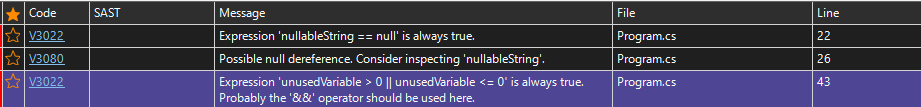 Code SAST Message File Line
V3022 Expression 'nullableString == null' is always true. Program.cs 22
V3080 Possible null dereference. Consider inspecting 'nullableString'. Program.cs 26
V3022 Expression 'unusedVariable > 0 || unusedVariable <= 0' is always true. Program.cs 43
Probably the '&&' operator should be used here.